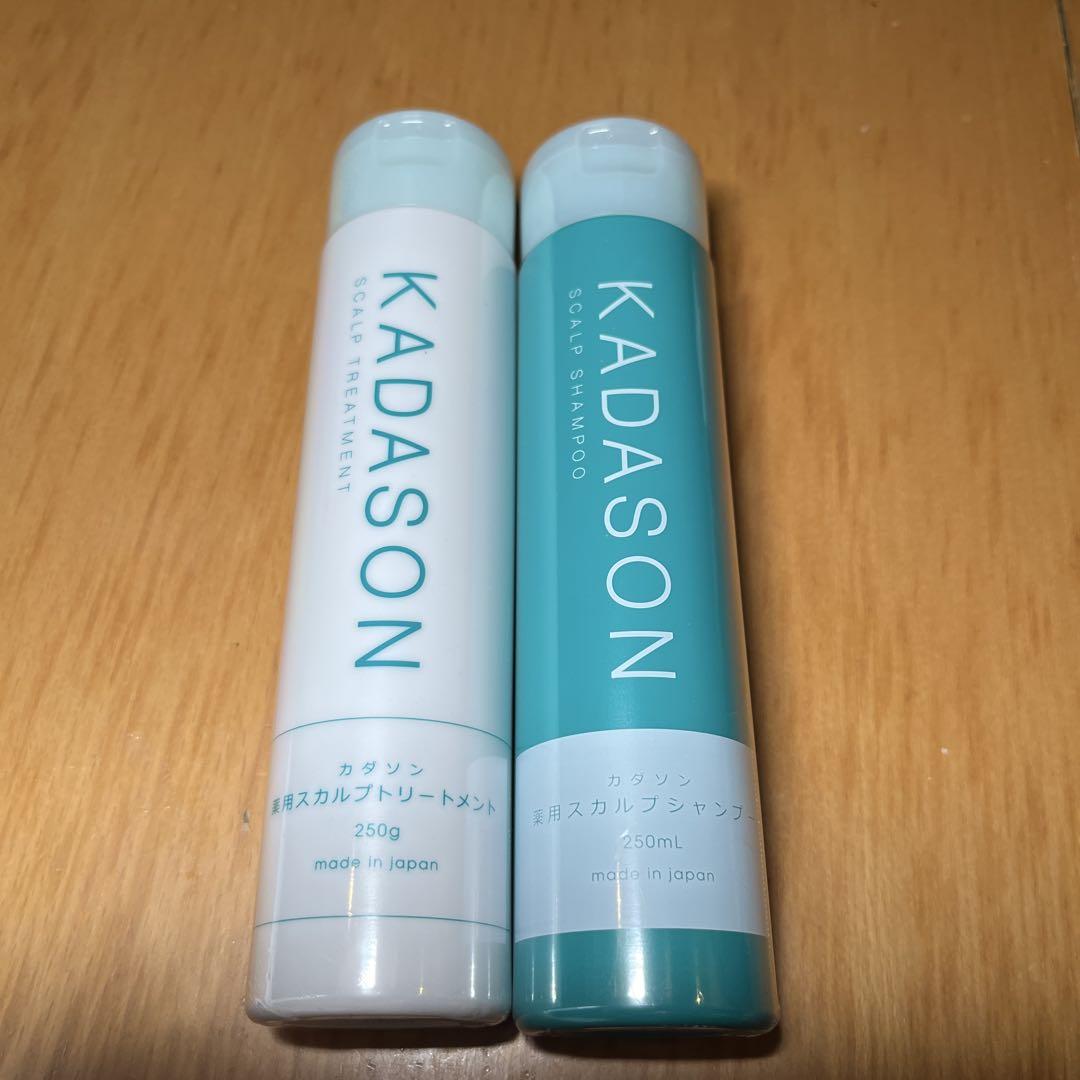 KADASON
SCALP TREATMENT
カダソン
薬用スカルプトリートメント
250g
made in japan
KADASON
SCALP SHAMPOO
カダソン
薬用スカルプシャンプー
250mL
made in japan